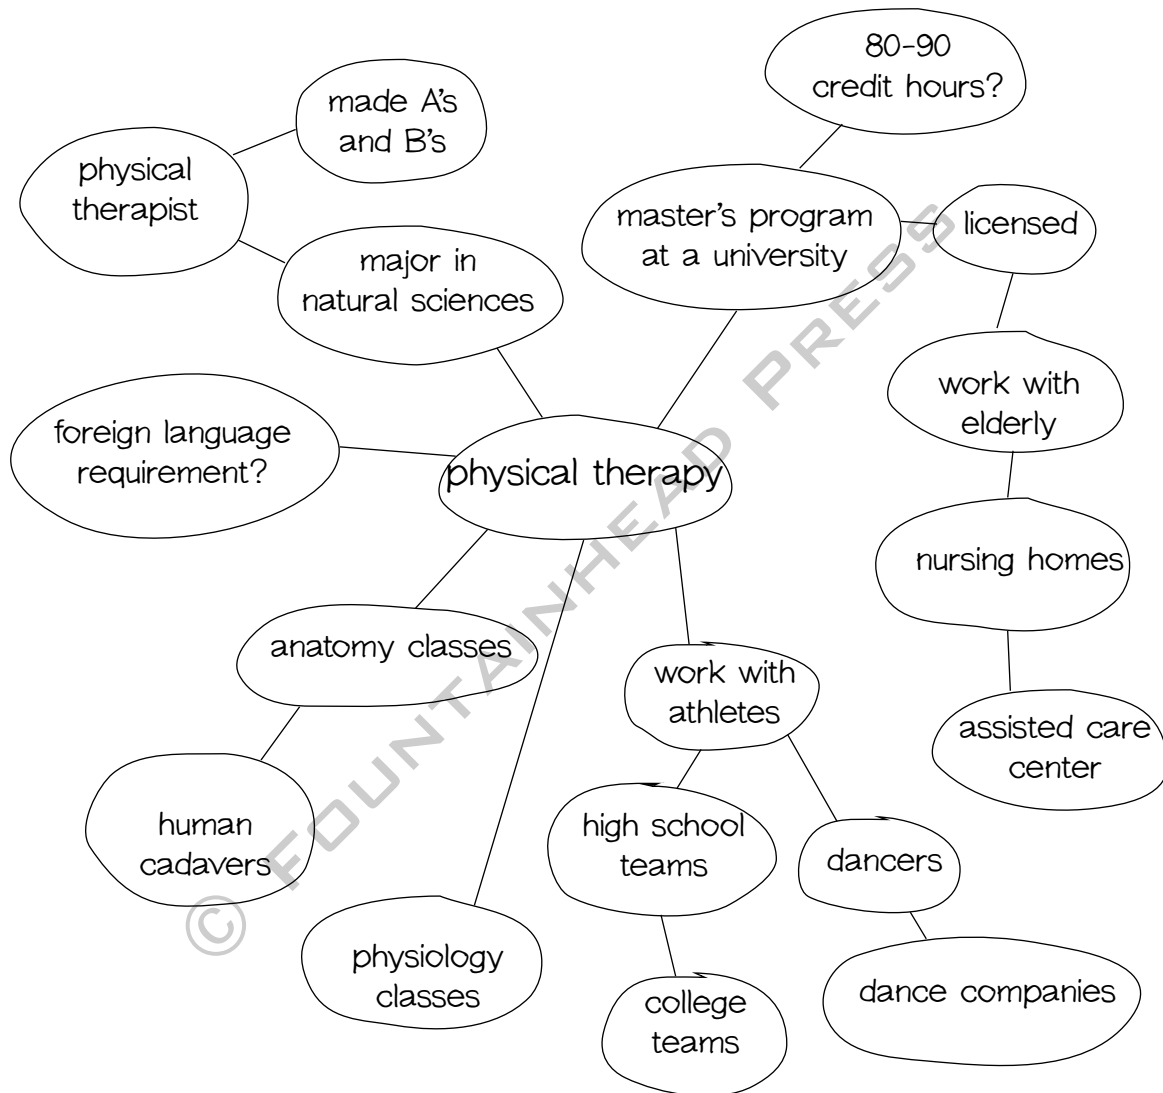 80-90
credit hours?
made A's
and B's
physical
therapist
master's program
at a university
licensed
major in
natural sciences
work with
elderly
foreign language
requirement?
physical therapy
nursing homes
anatomy classes
work with
athletes
assisted care
center
human
cadavers
high school
teams
dancers
physiology
classes
college
teams
dance companies
© FOUNTAINHEAD PRESS